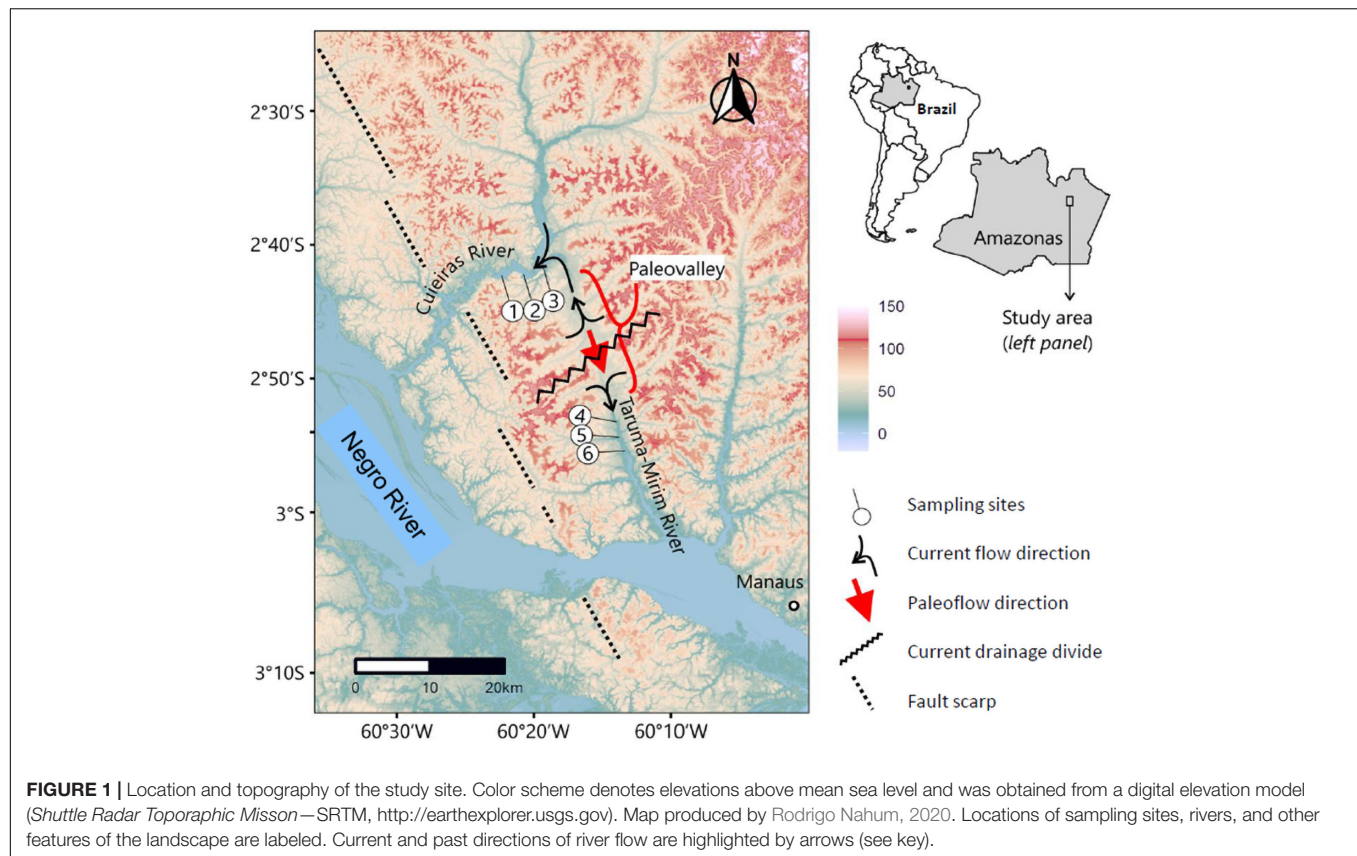 N
2°30'S
2°40'S
2°50'S
3°S
3°10'S
60°30'W
60°20'W
60°10'W
Cuieiras River
Paleovalley
1
2
3
4
5
6
Taruma-Mirim River
Negro River
Manaus
0
10
20km
Brazil
Amazonas
Study area
(left panel)
150
100
50
0
Sampling sites
Current flow direction
Paleoflow direction
Current drainage divide
Fault scarp
FIGURE 1 | Location and topography of the study site. Color scheme denotes elevations above mean sea level and was obtained from a digital elevation model
(Shuttle Radar Toporaphic Misson—SRTM, http://earthexplorer.usgs.gov). Map produced by Rodrigo Nahum, 2020. Locations of sampling sites, rivers, and other
features of the landscape are labeled. Current and past directions of river flow are highlighted by arrows (see key).